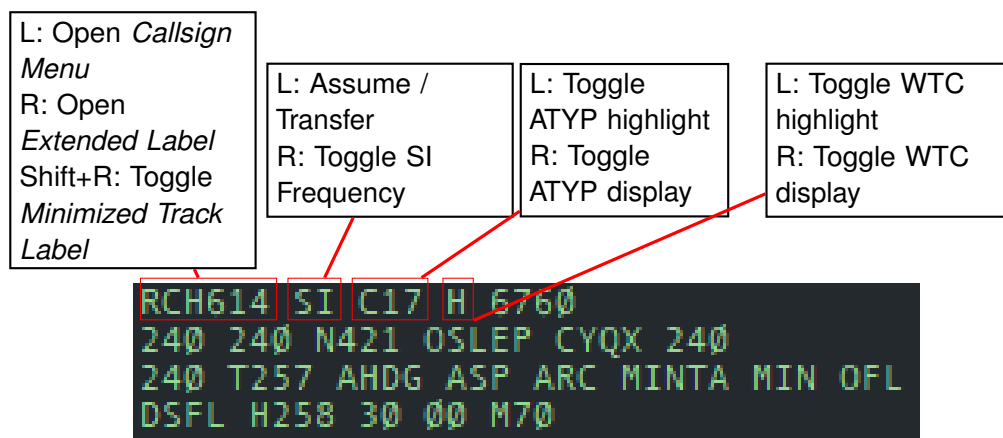 L: Open Callsign
Menu
R: Open
Extended Label
Shift+R: Toggle
Minimized Track
Label
L: Assume /
Transfer
R: Toggle SI
Frequency
L: Toggle
ATYP highlight
R: Toggle
ATYP display
L: Toggle WTC
highlight
R: Toggle WTC
display
RCH614 SI C17 H 6760
240 240 N421 OSLEP CYQX 240
240 T257 AHDG ASP ARC MINTA MIN OFL
DSFL H258 30 00 M70